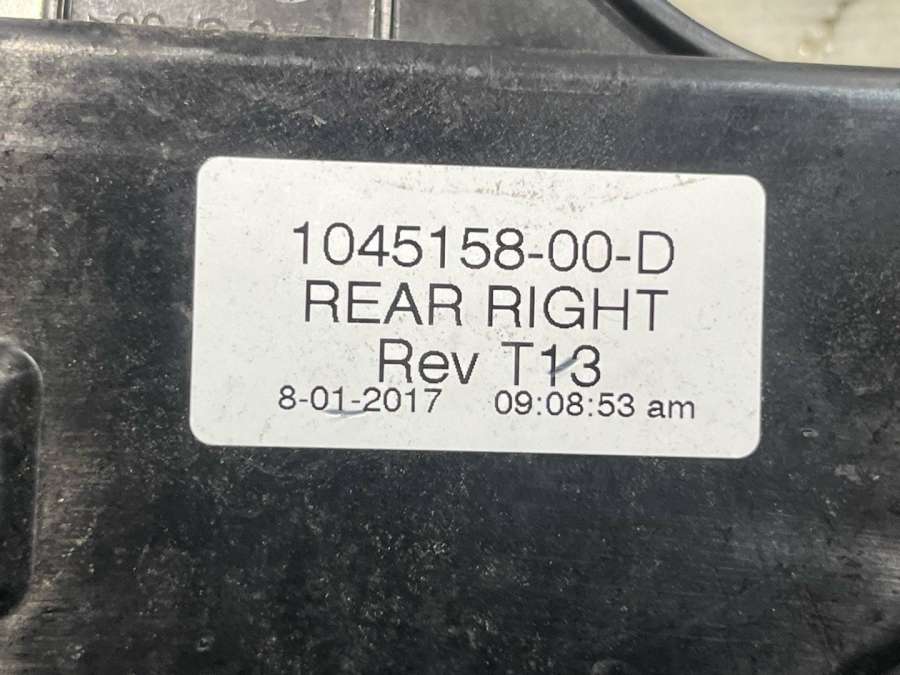 1045158-00-D
REAR RIGHT
Rev T13
8-01-2017 09:08:53 am